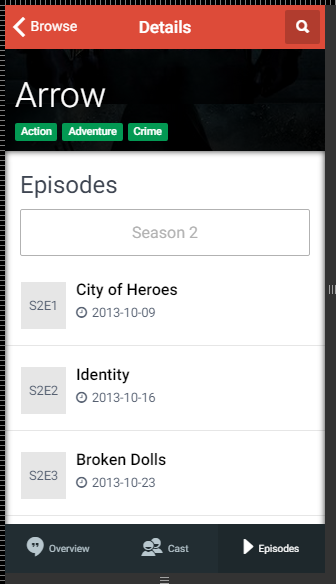 Browse Details
Arrow
Action Adventure Crime
Episodes
Season 2
S2E1 City of Heroes
2013-10-09
S2E2 Identity
2013-10-16
S2E3 Broken Dolls
2013-10-23
Overview Cast Episodes